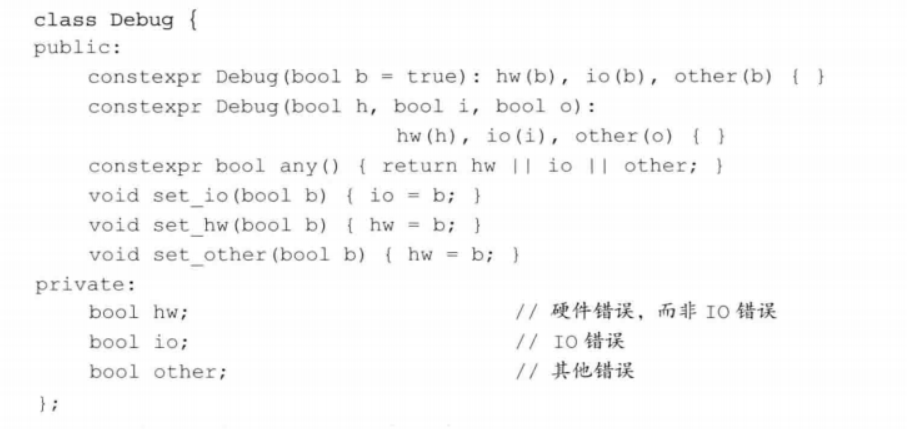 class Debug {
public:
    constexpr Debug(bool b = true): hw(b), io(b), other(b) { }
    constexpr Debug(bool h, bool i, bool o):
                                hw(h), io(i), other(o) { }
    constexpr bool any() { return hw || io || other; }
    void set_io(bool b) { io = b; }
    void set_hw(bool b) { hw = b; }
    void set_other(bool b) { hw = b; }
private:
    bool hw;                    // 硬件错误，而非 IO 错误
    bool io;                    // IO 错误
    bool other;                 // 其他错误
};